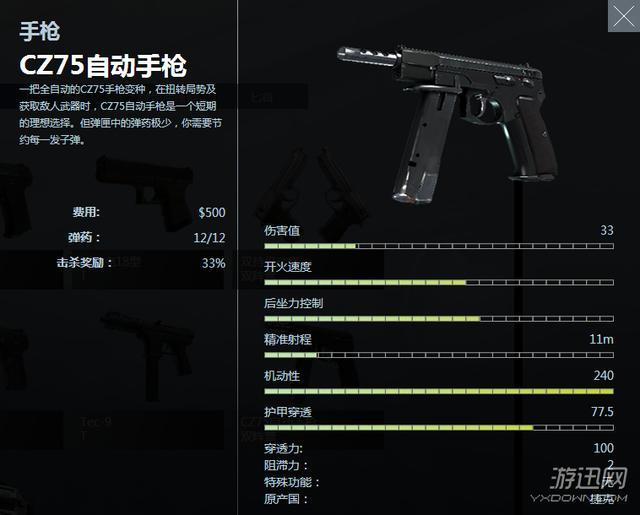 手枪
CZ75自动手枪
一把全自动的CZ75手枪变种，在扭转局势及
获取敌人武器时，CZ75自动手枪是一个短期
的理想选择。但弹匣中的弹药极少，你需要节
约每一发子弹。
费用: $500
弹药： 12/12
击杀奖励： 33%
伤害值 33
开火速度
后坐力控制
精准射程 11m
机动性 240
护甲穿透 77.5
穿透力: 100
阻滞力： 2
特殊功能： 无
原产国： 捷克
Tec-9
T
游迅网
YXDOWN.COM